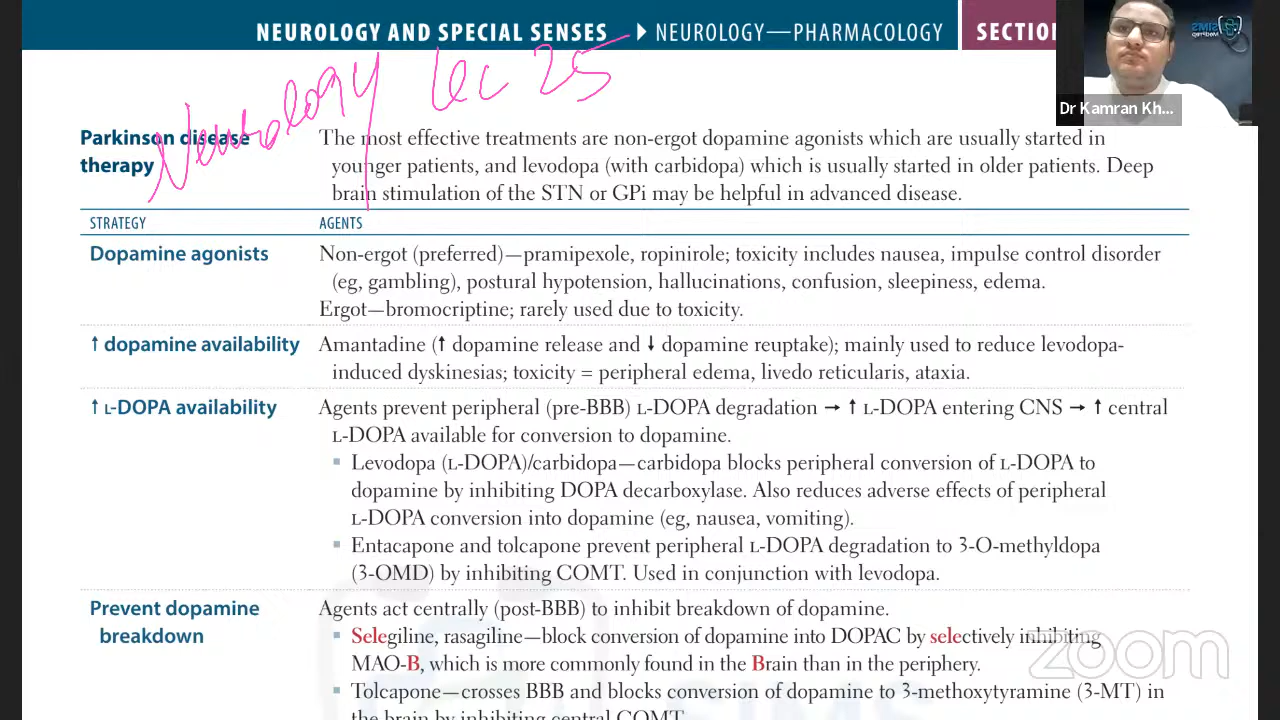 NEUROLOGY AND SPECIAL SENSES ▶ NEUROLOGY—PHARMACOLOGY
SECTION
Dr Kamran Kh...
Neurology lec 25
Parkinson disease therapy
The most effective treatments are non-ergot dopamine agonists which are usually started in
younger patients, and levodopa (with carbidopa) which is usually started in older patients. Deep
brain stimulation of the STN or GPi may be helpful in advanced disease.
STRATEGY AGENTS
Dopamine agonists
Non-ergot (preferred)—pramipexole, ropinirole; toxicity includes nausea, impulse control disorder
(eg, gambling), postural hypotension, hallucinations, confusion, sleepiness, edema.
Ergot—bromocriptine; rarely used due to toxicity.
↑ dopamine availability
Amantadine (↑ dopamine release and ↓ dopamine reuptake); mainly used to reduce levodopa-
induced dyskinesias; toxicity = peripheral edema, livedo reticularis, ataxia.
↑ L-DOPA availability
Agents prevent peripheral (pre-BBB) L-DOPA degradation → ↑ L-DOPA entering CNS → ↑ central
L-DOPA available for conversion to dopamine.
▪ Levodopa (L-DOPA)/carbidopa—carbidopa blocks peripheral conversion of L-DOPA to
dopamine by inhibiting DOPA decarboxylase. Also reduces adverse effects of peripheral
L-DOPA conversion into dopamine (eg, nausea, vomiting).
▪ Entacapone and tolcapone prevent peripheral L-DOPA degradation to 3-O-methyldopa
(3-OMD) by inhibiting COMT. Used in conjunction with levodopa.
Prevent dopamine
breakdown
Agents act centrally (post-BBB) to inhibit breakdown of dopamine.
▪ Selegiline, rasagiline—block conversion of dopamine into DOPAC by selectively inhibiting
MAO-B, which is more commonly found in the Brain than in the periphery.
▪ Tolcapone—crosses BBB and blocks conversion of dopamine to 3-methoxytyramine (3-MT) in
the brain by inhibiting central COMT.
zoom